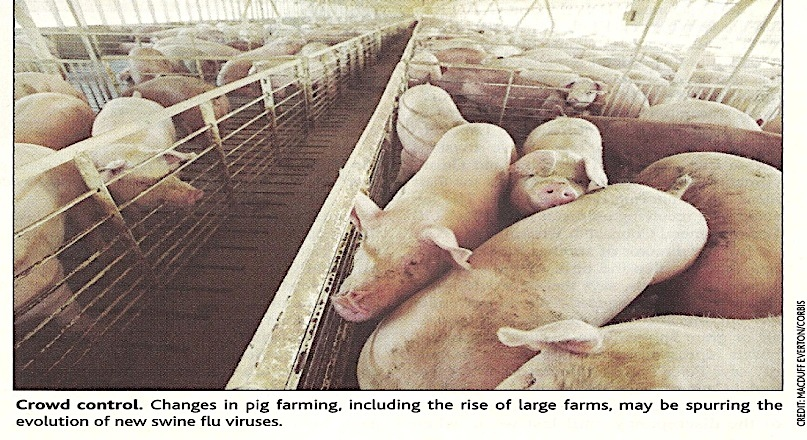 Crowd control. Changes in pig farming, including the rise of large farms, may be spurring the
evolution of new swine flu viruses.
CREDIT: MACDUFF EVERTON/CORBIS